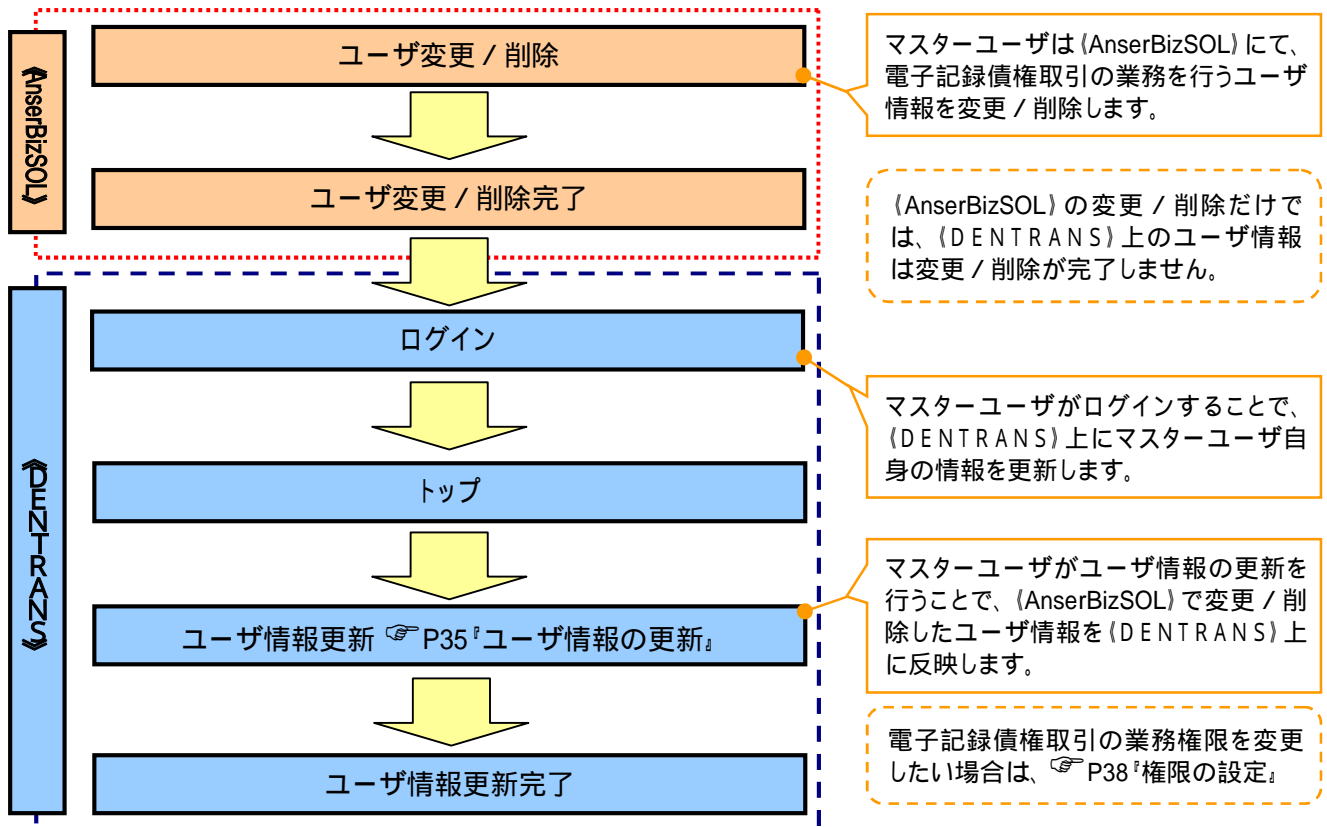 《AnserBizSOL》
ユーザ変更 / 削除
マスターユーザは《AnserBizSOL》にて、
電子記録債権取引の業務を行うユーザ
情報を変更 / 削除します。
ユーザ変更 / 削除完了
《AnserBizSOL》の変更 / 削除だけで
は、《DENTRANS》上のユーザ情報
は変更 / 削除が完了しません。
《DENTRANS》
ログイン
マスターユーザがログインすることで、
《DENTRANS》上にマスターユーザ自
身の情報を更新します。
トップ
ユーザ情報更新 ☞ P35『ユーザ情報の更新』
マスターユーザがユーザ情報の更新を
行うことで、《AnserBizSOL》で変更 / 削
除したユーザ情報を《DENTRANS》上
に反映します。
ユーザ情報更新完了
電子記録債権取引の業務権限を変更
したい場合は、☞ P38『権限の設定』